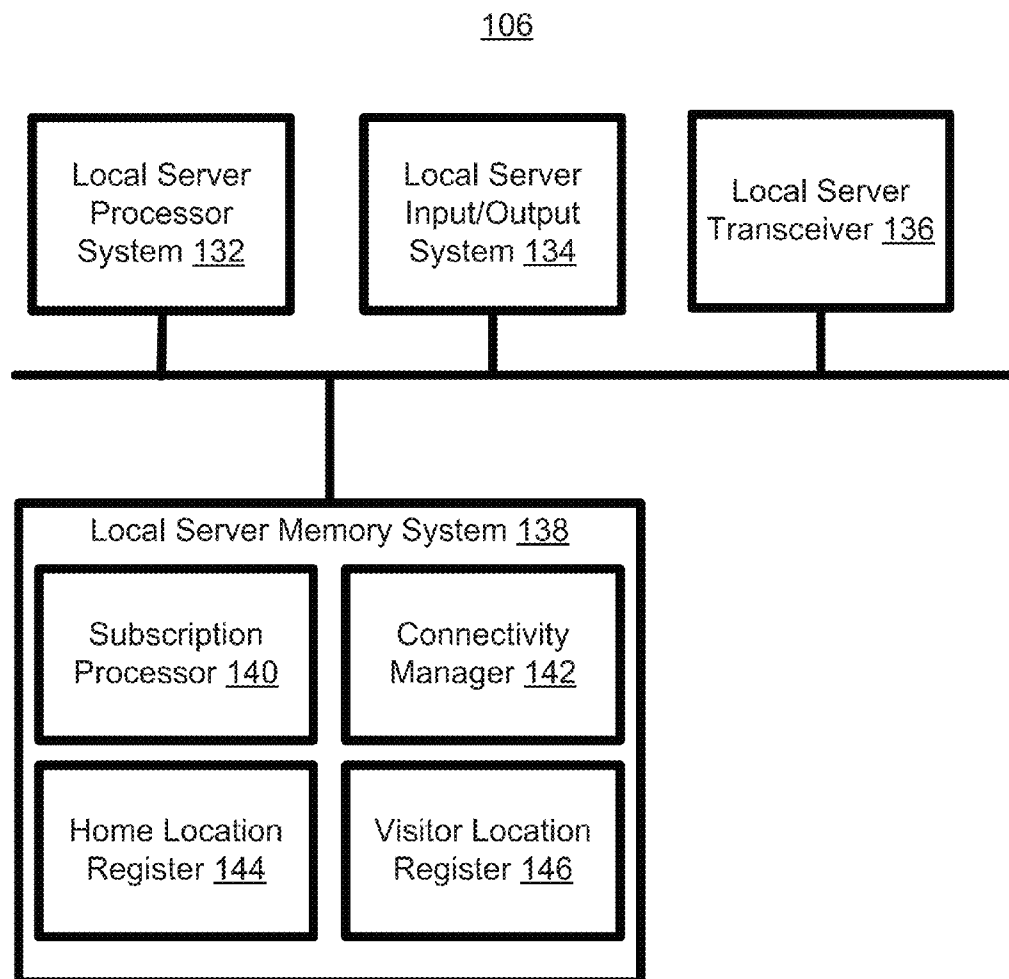 106
Local Server
Processor
System 132
Local Server
Input/Output
System 134
Local Server
Transceiver 136
Local Server Memory System 138
Subscription
Processor 140
Connectivity
Manager 142
Home Location
Register 144
Visitor Location
Register 146